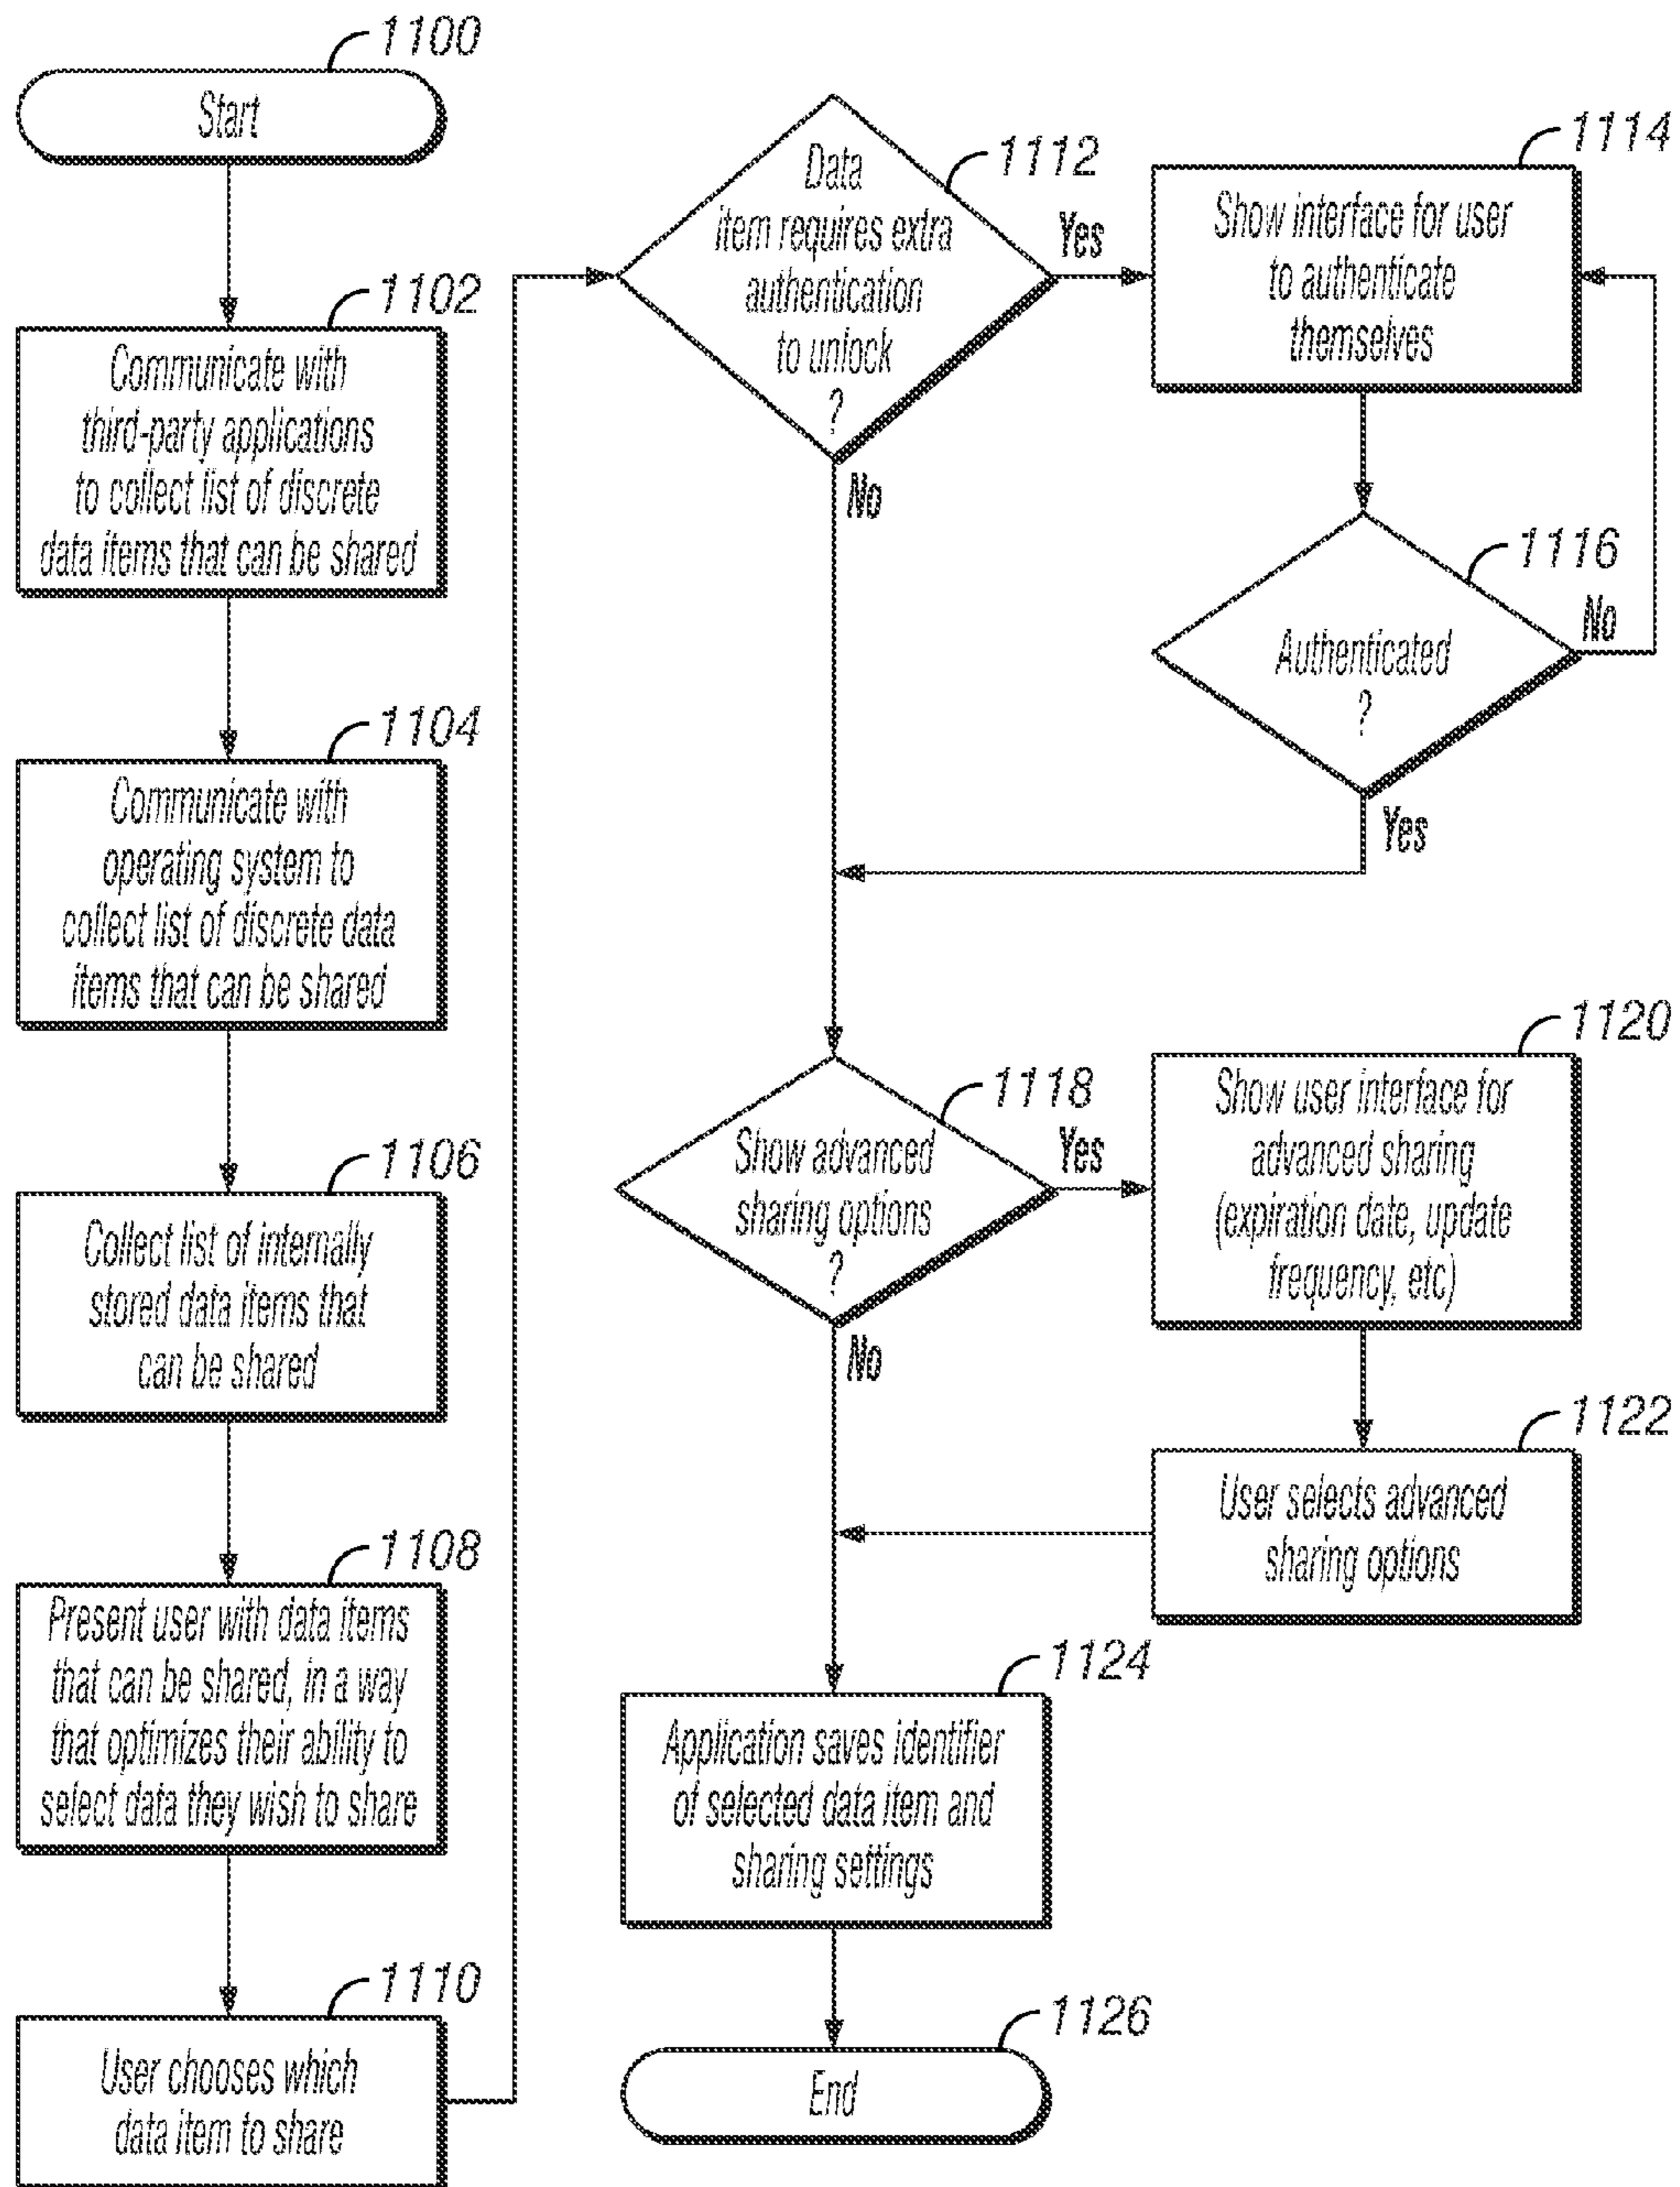 1100
Start
1102
Communicate with
third-party applications
to collect list of discrete
data items that can be shared
1104
Communicate with
operating system to
collect list of discrete data
items that can be shared
1106
Collect list of internally
stored data items that
can be shared
1108
Present user with data items
that can be shared, in a way
that optimizes their ability to
select data they wish to share
1110
User chooses which
data item to share
1112
Data
item requires extra
authentication
to unlock
?
Yes
No
1114
Show interface for user
to authenticate
themselves
1116
Authenticated
?
No
Yes
1118
Show advanced
sharing options
?
Yes
No
1120
Show user interface for
advanced sharing
(expiration date, update
frequency, etc)
1122
User selects advanced
sharing options
1124
Application saves identifier
of selected data item and
sharing settings
1126
End